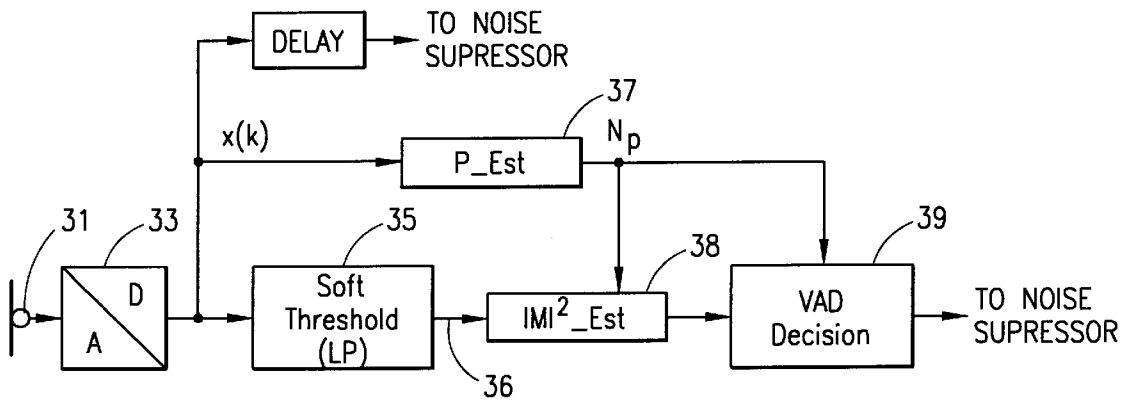 DELAY
TO NOISE
SUPRESSOR
37
x(k)
P_Est
N_p
31
33
35
38
39
D
A
Soft
Threshold
(LP)
36
IMI²_Est
VAD
Decision
TO NOISE
SUPRESSOR